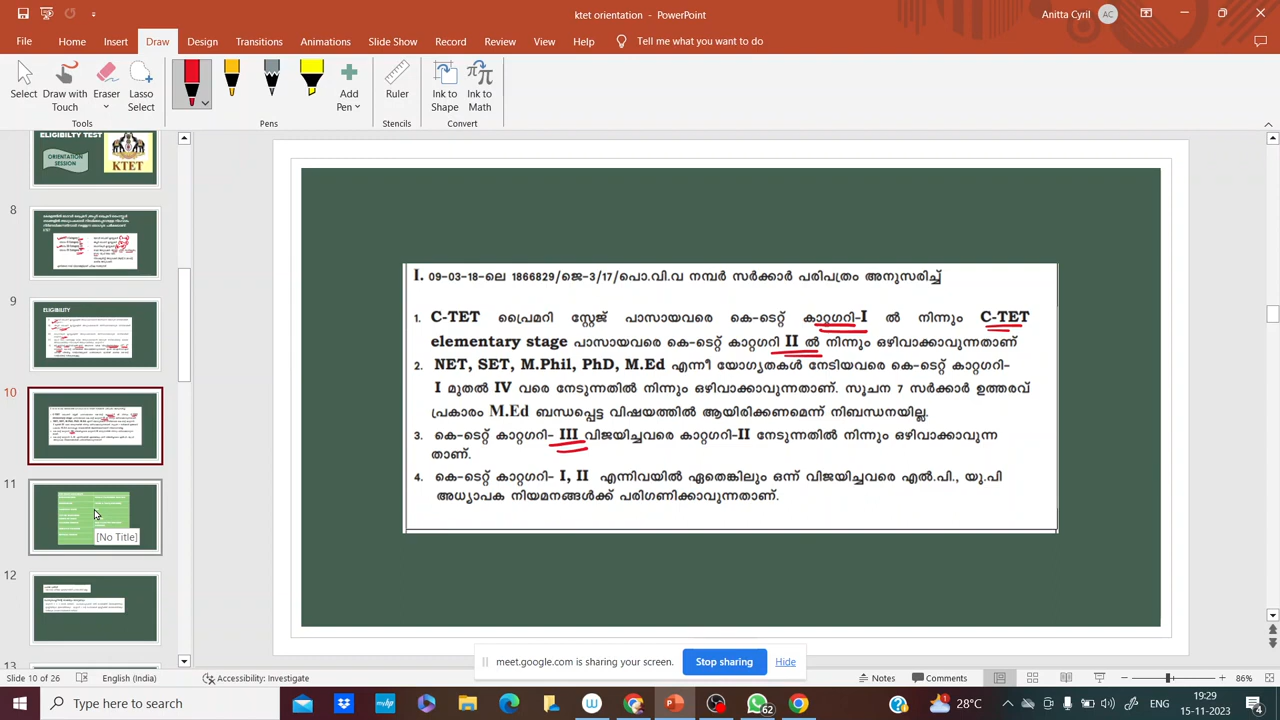 ktet orientation - PowerPoint
Anitta Cyril AC
File Home Insert Draw Design Transitions Animations Slide Show Record Review View Help Tell me what you want to do
Select Draw with Touch Eraser Lasso Select Add Pen Ruler Ink to Shape Ink to Math
Tools Pens Stencils Convert
ELIGIBILTY TEST
ORIENTATION SESSION
KTET
8
9
ELIGIBILITY
10
11
[No Title]
12
13
I. 09-03-18-ലെ 1866829/ജെ-3/17/പൊ.വി.വ നമ്പർ സർക്കാർ പരിപത്രം അനുസരിച്ച്
1. C-TET പ്രൈമറി സ്റ്റേജ് പാസായവരെ കെ-ടെറ്റ് കാറ്റഗറി-I ൽ നിന്നും C-TET
elementary stage പാസായവരെ കെ-ടെറ്റ് കാറ്റഗറി II ൽ നിന്നും ഒഴിവാക്കാവുന്നതാണ്
2. NET, SET, M.Phil, PhD, M.Ed എന്നീ യോഗ്യതകൾ നേടിയവരെ കെ-ടെറ്റ് കാറ്റഗറി-
I മുതൽ IV വരെ നേടുന്നതിൽ നിന്നും ഒഴിവാക്കാവുന്നതാണ്. സൂചന 7 സർക്കാർ ഉത്തരവ്
പ്രകാരം M.Ed ബന്ധപ്പെട്ട വിഷയത്തിൽ ആയിരിക്കണമെന്ന് നിബന്ധനയില്ല.
3. കെ-ടെറ്റ് കാറ്റഗറി- III വിജയിച്ചവരെ കാറ്റഗറി-II നേടുന്നതിൽ നിന്നും ഒഴിവാക്കാവുന്ന
താണ്.
4. കെ-ടെറ്റ് കാറ്റഗറി- I, II എന്നിവയിൽ ഏതെങ്കിലും ഒന്ന് വിജയിച്ചവരെ എൽ.പി., യു.പി
അധ്യാപക നിയമനങ്ങൾക്ക് പരിഗണിക്കാവുന്നതാണ്.
meet.google.com is sharing your screen. Stop sharing Hide
Slide 10 of 26 English (India) Accessibility: Investigate Notes Comments 86%
Type here to search 62 28°C ENG 19:29
15-11-2023